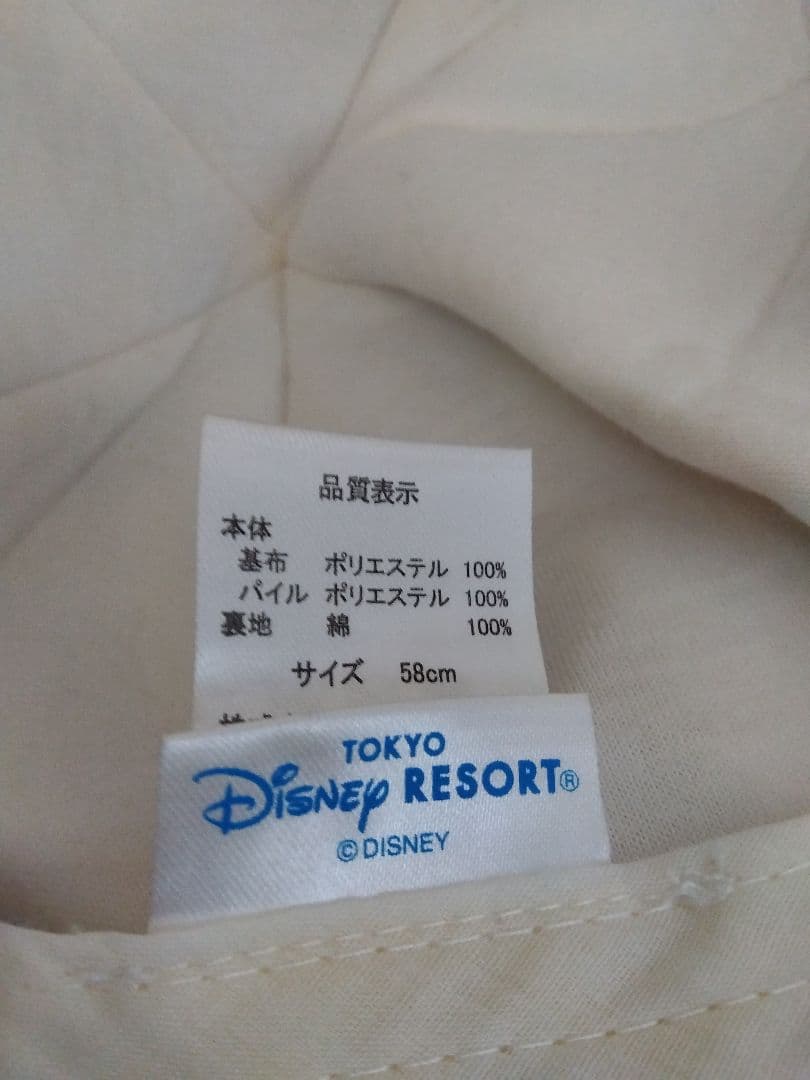 品質表示
本体
基布 ポリエステル 100%
パイル ポリエステル 100%
裏地 綿 100%
サイズ 58cm
TOKYO
Disney RESORT®
©DISNEY